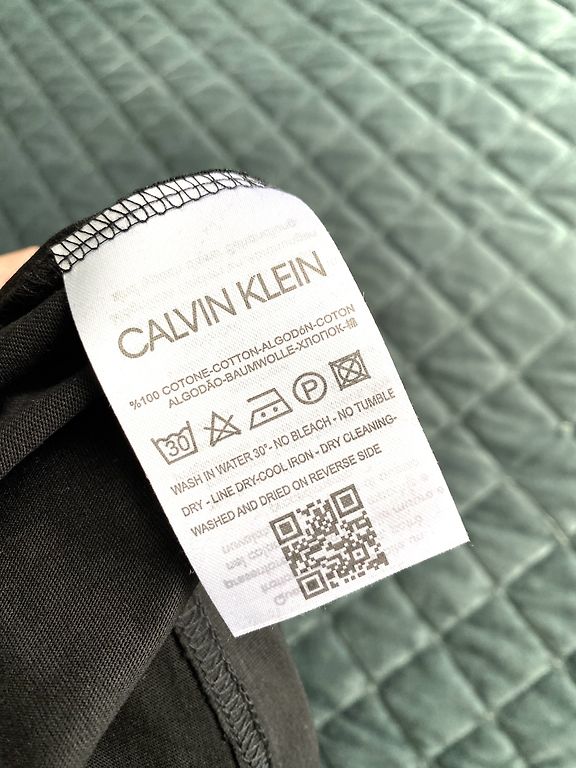 CALVIN KLEIN
%100 COTONE-COTTON-ALGODóN-COTON
ALGODÃO-BAUMWOLLE-ХЛОПОК-棉
30 P
WASH IN WATER 30°- NO BLEACH - NO TUMBLE
DRY - LINE DRY-COOL IRON - DRY CLEANING-
WASHED AND DRIED ON REVERSE SIDE